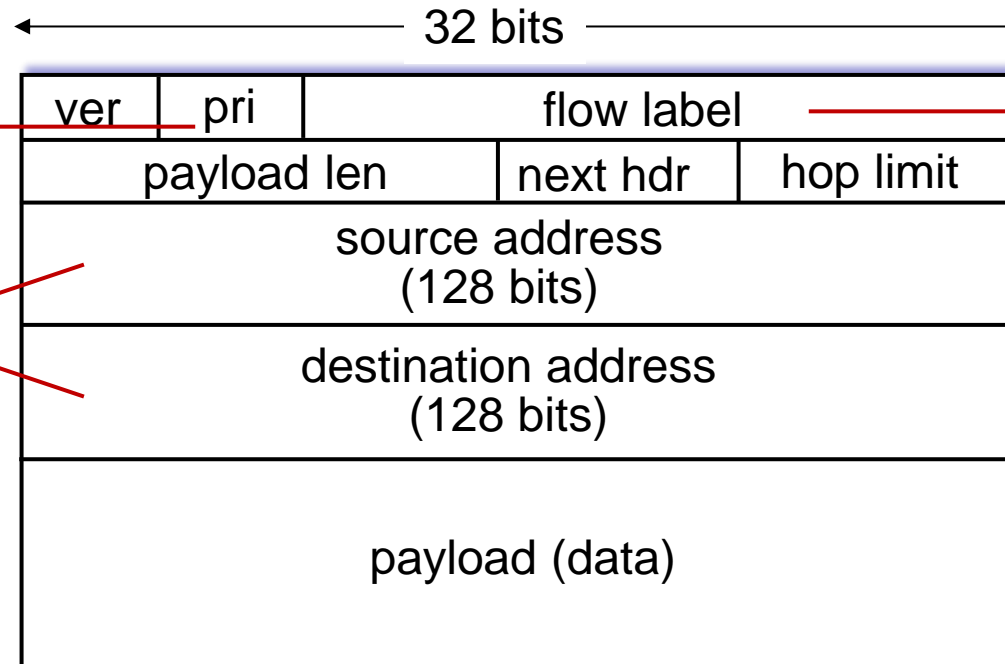 32 bits
ver pri flow label
payload len next hdr hop limit
source address
(128 bits)
destination address
(128 bits)
payload (data)